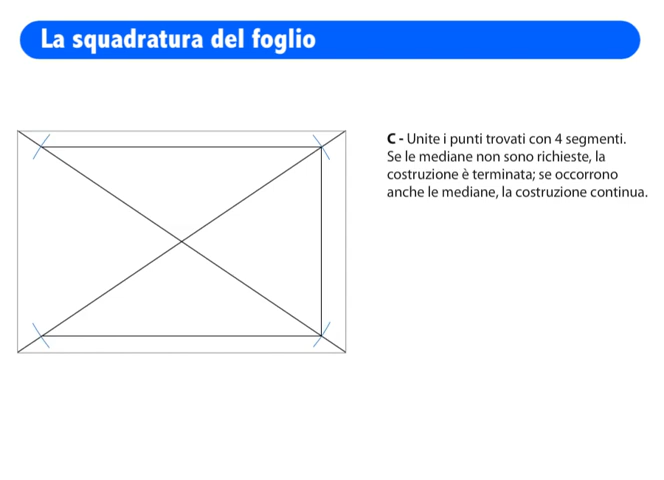 La squadratura del foglio
C - Unite i punti trovati con 4 segmenti.
Se le mediane non sono richieste, la
costruzione è terminata; se occorrono
anche le mediane, la costruzione continua.